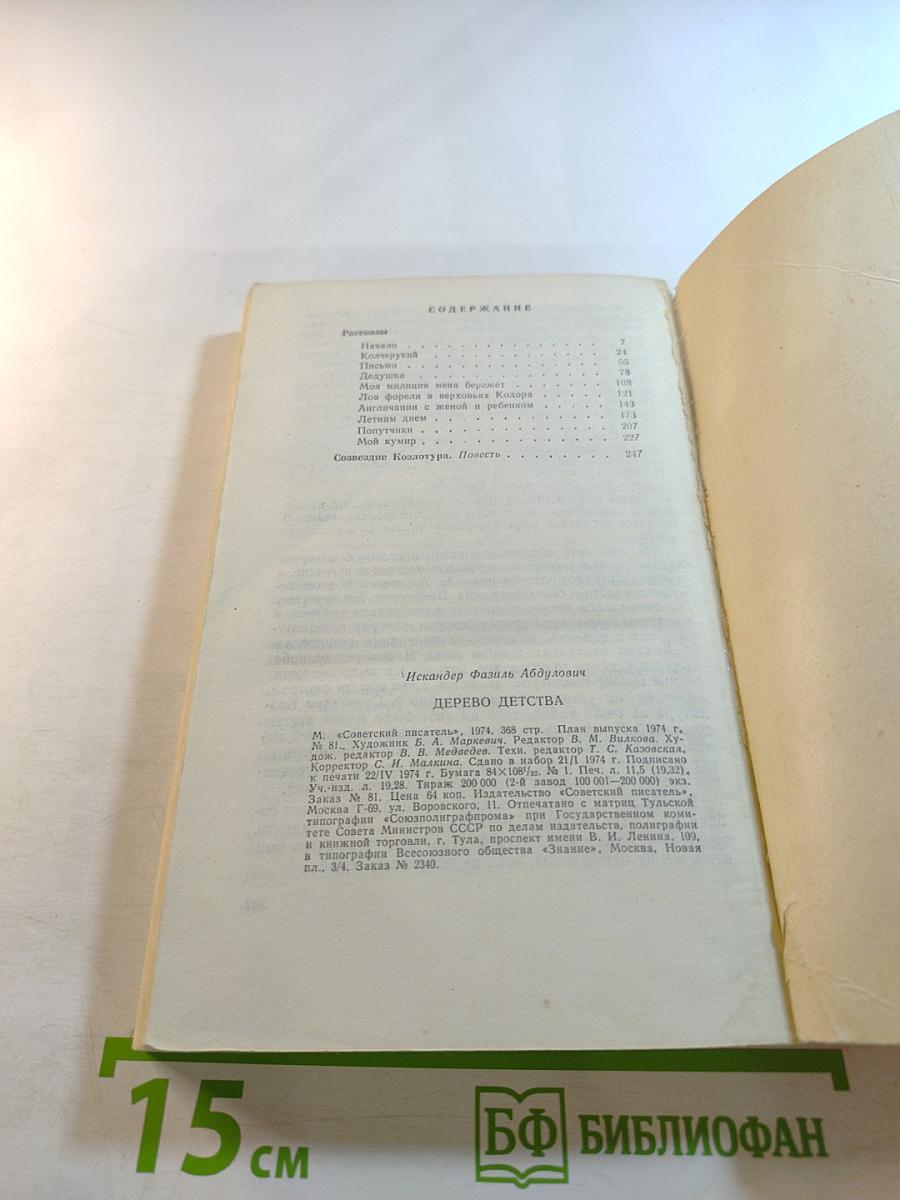 СОДЕРЖАНИЕ
Рассказы
Начало . . . . . . . . . . . . . . . 7
Колчерукий . . . . . . . . . . . . . 24
Письмо . . . . . . . . . . . . . . . 56
Дедушка . . . . . . . . . . . . . . 78
Моя милиция меня бережет . . . . . . . 108
Лов форели в верховьях Кодора . . . . . 121
Англичанин с женой и ребенком . . . . . 143
Летним днем . . . . . . . . . . . . . 173
Попутчики . . . . . . . . . . . . . 207
Мой кумир . . . . . . . . . . . . . 227
Созвездие Козлотура. Повесть . . . . . . . . 247
Искандер Фазиль Абдулович
ДЕРЕВО ДЕТСТВА
М. «Советский писатель», 1974, 368 стр. План выпуска 1974 г.
№ 81., Художник Б. А. Маркевич. Редактор В. М. Вилкова. Ху-
дож. редактор В. В. Медведев. Техн. редактор Т. С. Казовская.
Корректор С. И. Малкина. Сдано в набор 21/I 1974 г. Подписано
к печати 22/IV 1974 г. Бумага 84×108¹/₃₂. № 1. Печ. л. 11,5 (19,32).
Уч.-изд. л. 19,28. Тираж 200 000 (2-й завод 100 001—200 000) экз.
Заказ № 81. Цена 64 коп. Издательство «Советский писатель»,
Москва Г-69, ул. Воровского, 11. Отпечатано с матриц Тульской
типографии «Союзполиграфпрома» при Государственном коми-
тете Совета Министров СССР по делам издательств, полиграфии
и книжной торговли, г. Тула, проспект имени В. И. Ленина, 109,
в типографии Всесоюзного общества «Знание», Москва, Новая
пл., 3/4, Заказ № 2340.
15 см
БФ БИБЛИОФАН